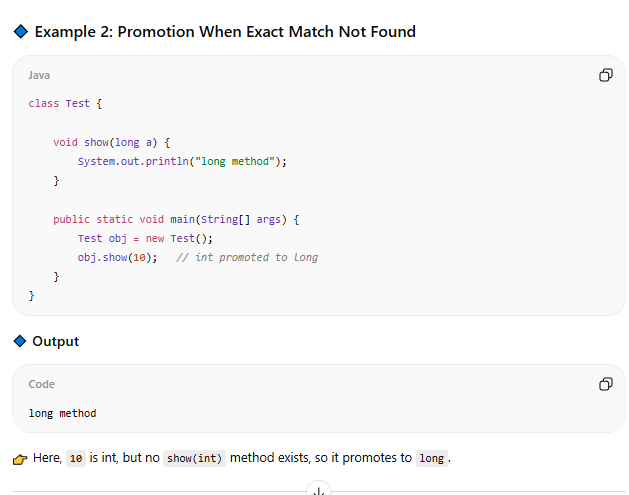 Example 2: Promotion When Exact Match Not Found
Java
class Test {
void show(long a) {
System.out.println("long method");
}
public static void main(String[] args) {
Test obj = new Test();
obj.show(10);   // int promoted to long
}
}
Output
Code
long method
Here, 10 is int, but no show(int) method exists, so it promotes to long.